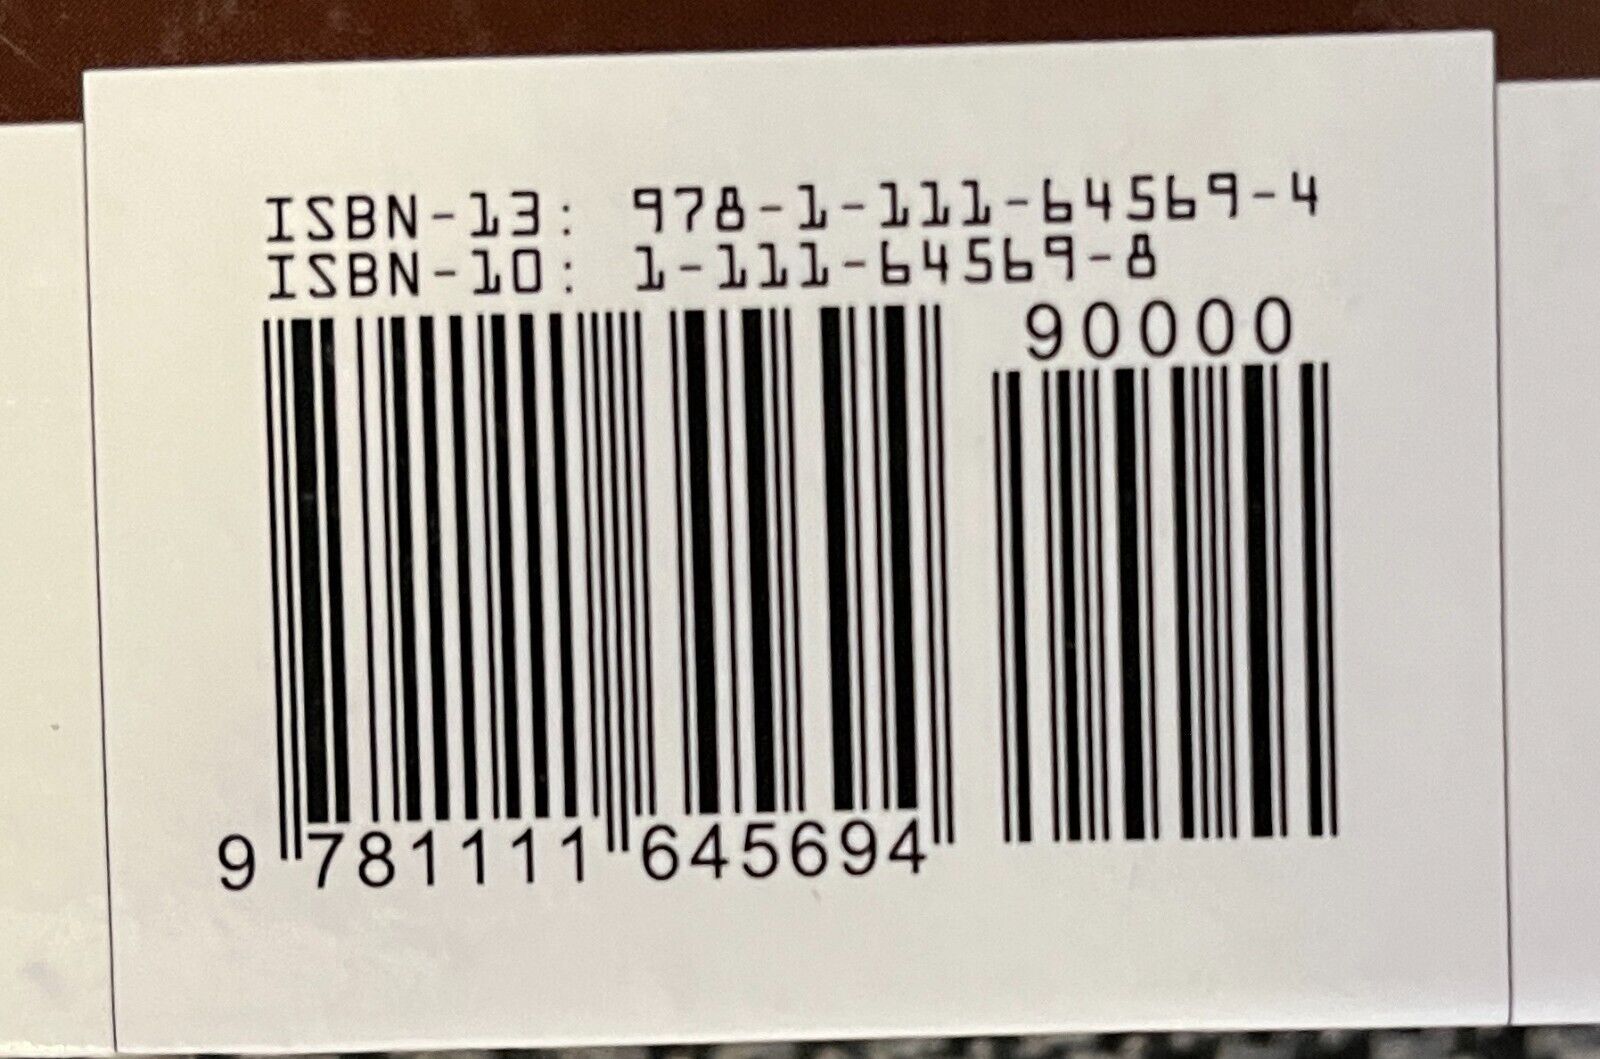 ISBN-13: 978-1-111-64569-4
ISBN-10: 1-111-64569-8
90000
9 781111 645694